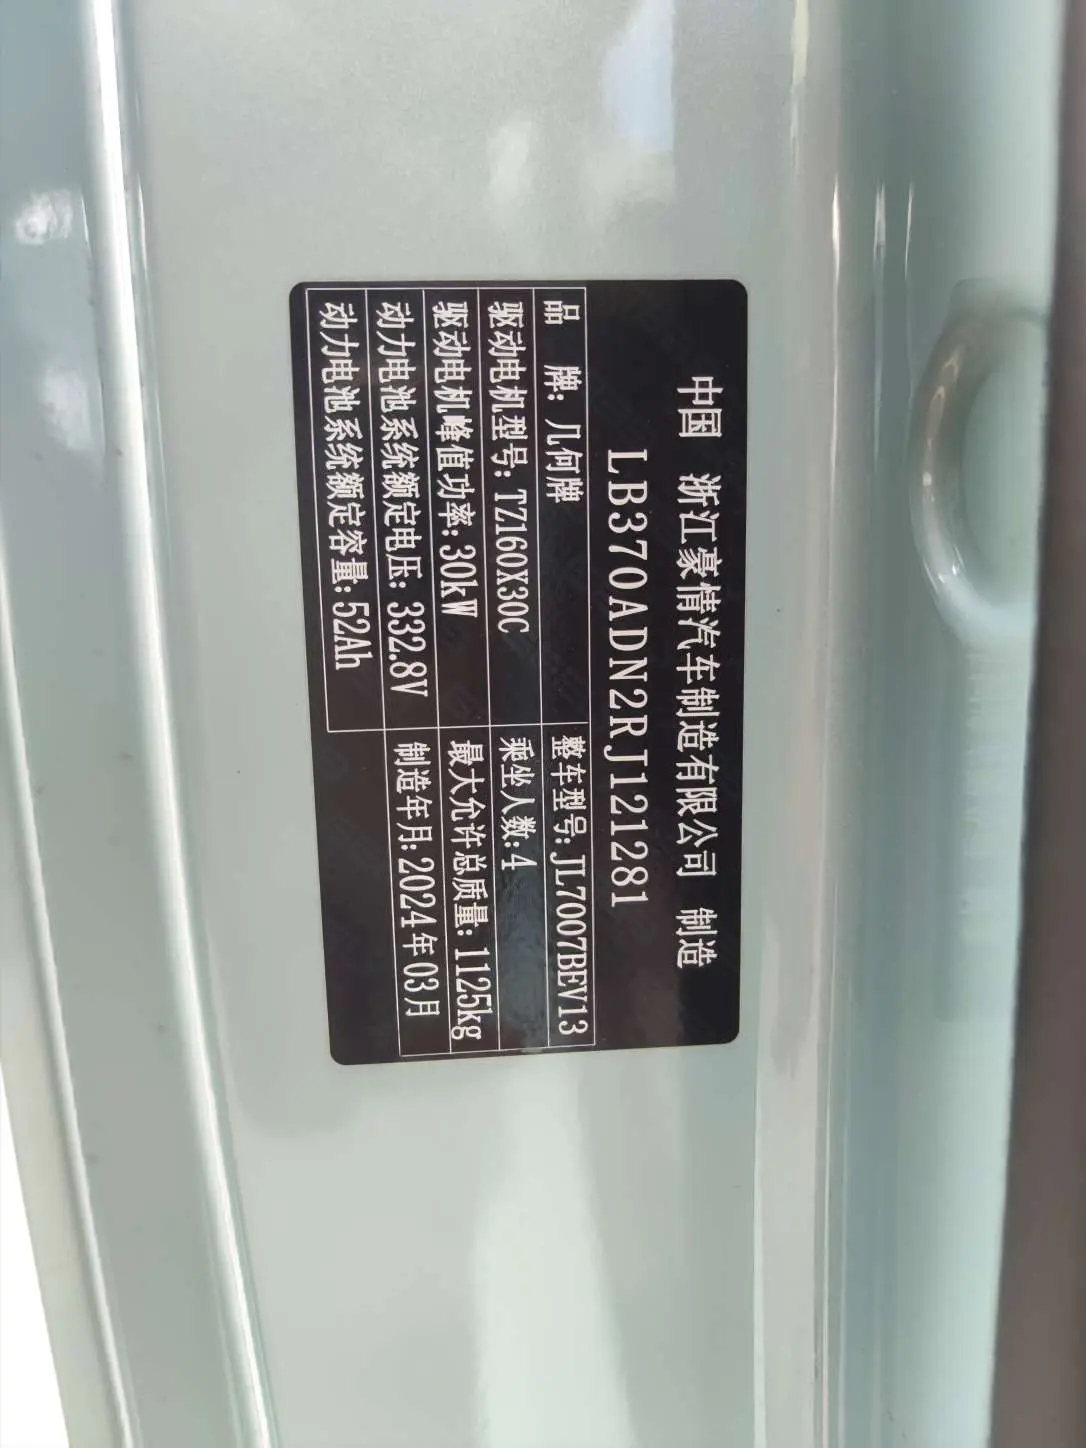 中国 浙江豪情汽车制造有限公司 制造
LB370ADN2RJ121281
品 牌: 几何牌 整车型号: JL7007BEV13
驱动电机型号: TZ160X30C 乘坐人数: 4
驱动电机峰值功率: 30kW 最大允许总质量: 1125kg
动力电池系统额定电压: 332.8V 制造年月: 2024年03月
动力电池系统额定容量: 52Ah